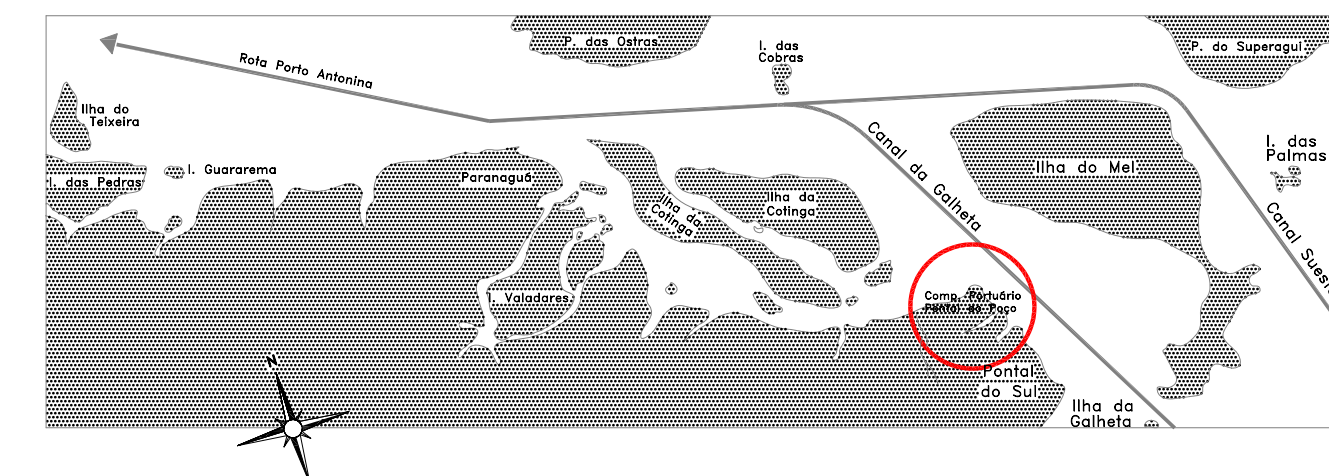 P. das Ostras
I. das
Cobras
P. do Superagui
Rota Porto Antonina
Ilha do
Teixeira
Canal da Galheta
I. das
Palmas
I. Guararema
I. das Pedras
Paranaguá
Ilha do Mel
Ilha da
Cotinga
Ilha da
Cotinga
Canal Suest
I. Valadares
Comp. Portuário
Pontal do Poço
Pontal
do Sul
Ilha da
Galheta
N